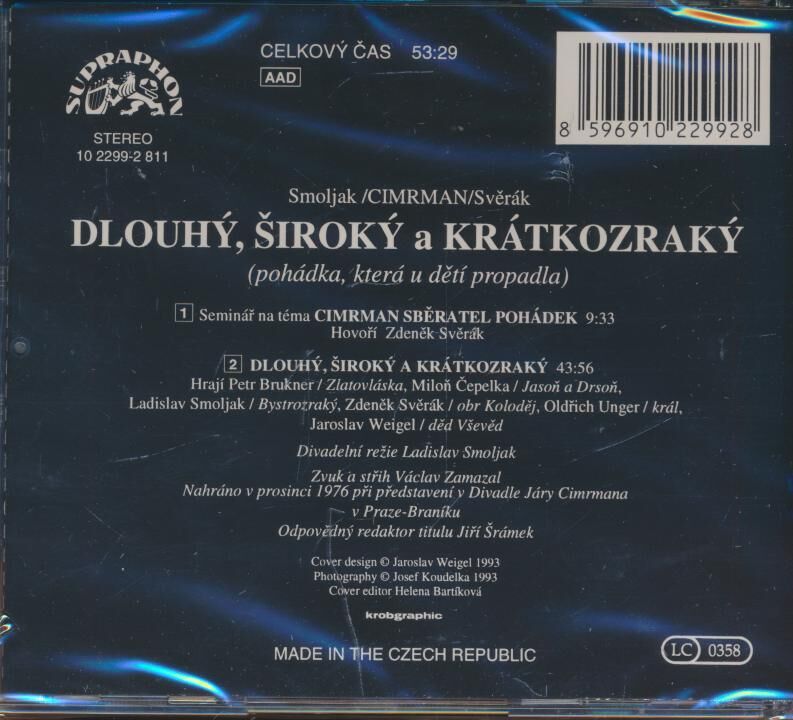 SUPRAPHON
CELKOVÝ ČAS 53:29
AAD
STEREO
10 2299-2 811
8 596910 229928
Smoljak /CIMRMAN/Svěrák
DLOUHÝ, ŠIROKÝ a KRÁTKOZRAKÝ
(pohádka, která u dětí propadla)
1 Seminář na téma CIMRMAN SBĚRATEL POHÁDEK 9:33
Hovoří Zdeněk Svěrák
2 DLOUHÝ, ŠIROKÝ A KRÁTKOZRAKÝ 43:56
Hrají Petr Brukner / Zlatovláska, Miloň Čepelka / Jasoň a Drsoň,
Ladislav Smoljak / Bystrozraký, Zdeněk Svěrák / obr Koloděj, Oldřich Unger / král,
Jaroslav Weigel / děd Vševěd
Divadelní režie Ladislav Smoljak
Zvuk a střih Václav Zamazal
Nahráno v prosinci 1976 při představení v Divadle Járy Cimrmana
v Praze-Braníku
Odpovědný redaktor titulu Jiří Šrámek
Cover design © Jaroslav Weigel 1993
Photography © Josef Koudelka 1993
Cover editor Helena Bartíková
krobgraphic
MADE IN THE CZECH REPUBLIC
LC 0358